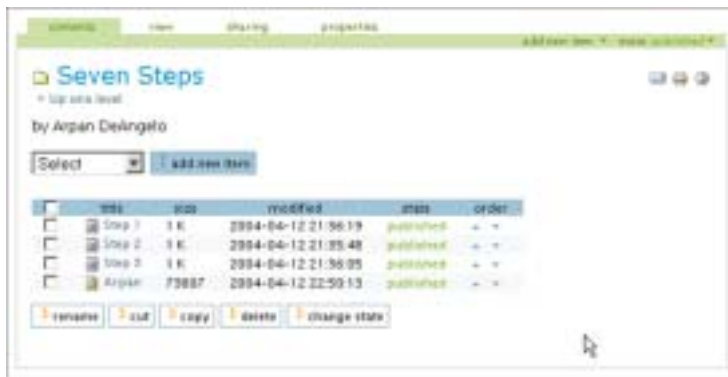 contents view sharing properties
add new item state: published
Seven Steps
Up one level
by Arpan DeAngelo
Select add new item
title size modified state order
Step 1 1 K 2004-04-12 21:56:19 published
Step 2 1 K 2004-04-12 21:35:48 published
Step 3 1 K 2004-04-12 21:36:05 published
Arpan 73887 2004-04-12 22:50:13 published
rename cut copy delete change state